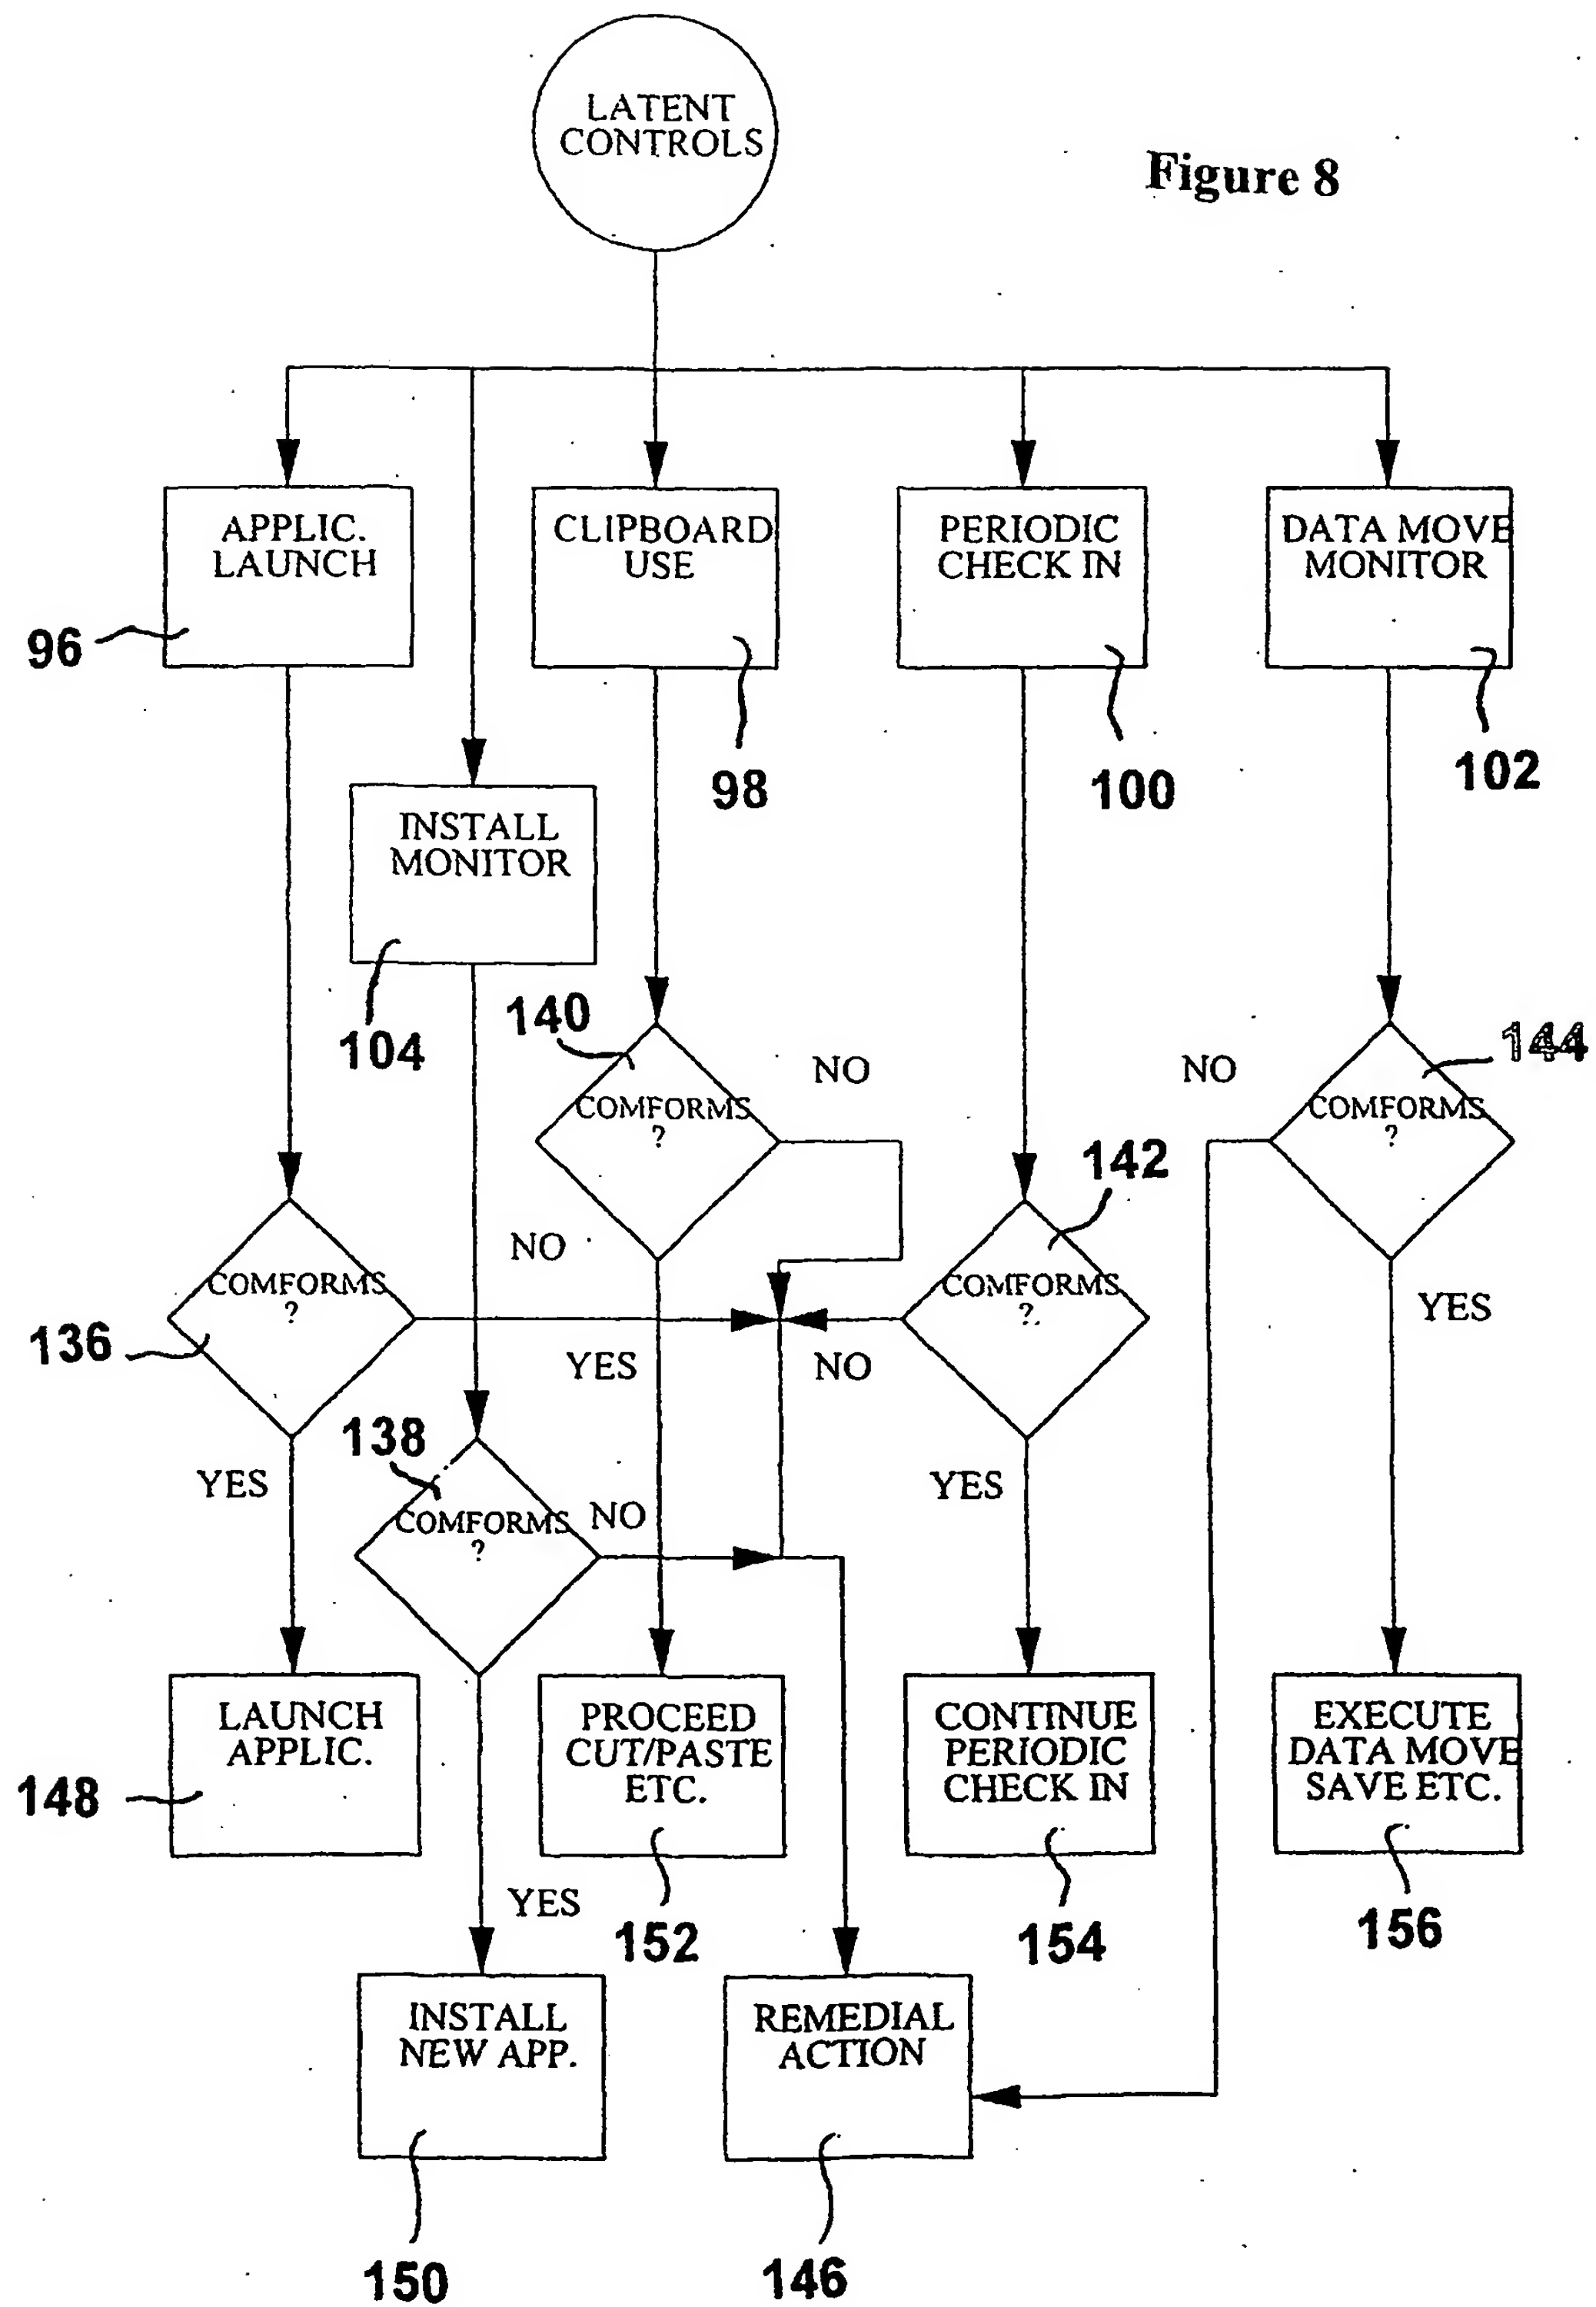 LATENT
CONTROLS
Figure 8
APPLIC.
LAUNCH
CLIPBOARD
USE
PERIODIC
CHECK IN
DATA MOVE
MONITOR
96
98
100
102
INSTALL
MONITOR
104
140
NO
NO
144
COMFORMS
?
COMFORMS
?
142
NO
COMFORMS
?
COMFORMS
?
136
YES
NO
YES
138
YES
COMFORMS
?
NO
YES
LAUNCH
APPLIC.
PROCEED
CUT/PASTE
ETC.
CONTINUE
PERIODIC
CHECK IN
EXECUTE
DATA MOVE
SAVE ETC.
148
YES
152
154
156
INSTALL
NEW APP.
REMEDIAL
ACTION
150
146